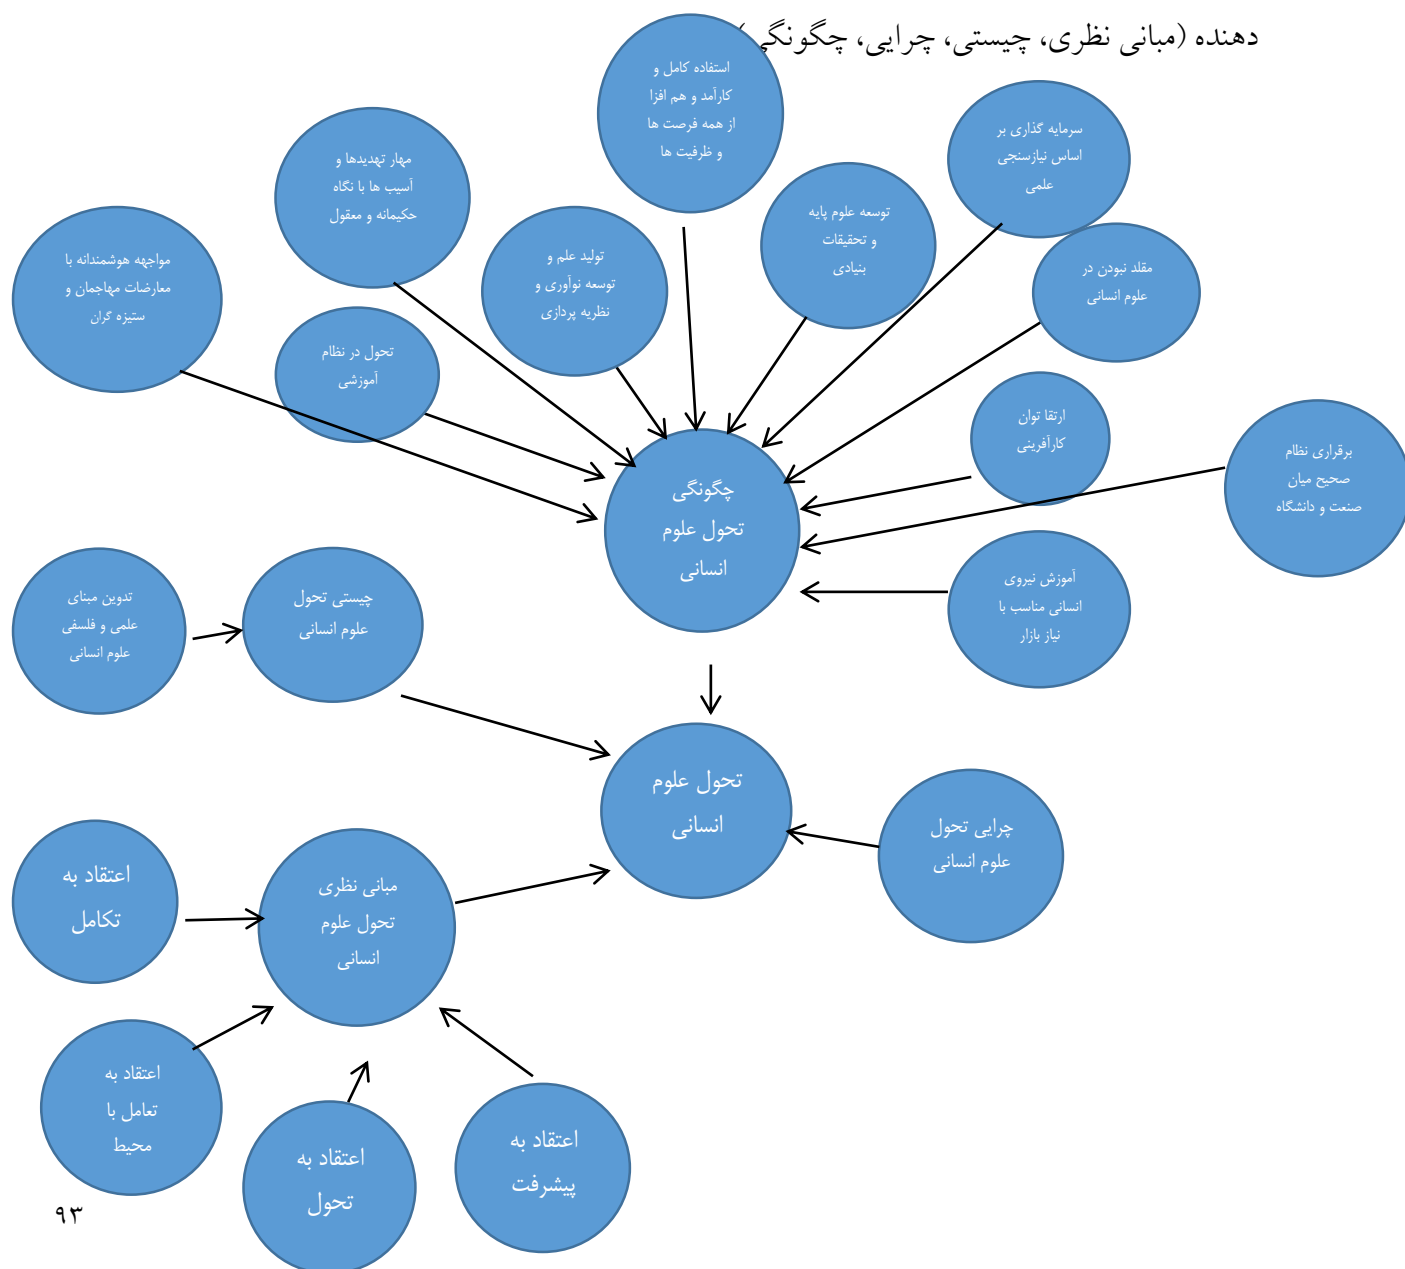 دهنده (مبانی نظری، چیستی، چرایی، چگونگی)
استفاده کامل و
کارآمد و هم افزا
از همه فرصت ها
و ظرفیت ها
سرمایه گذاری بر
اساس نیازسنجی
علمی
مهار تهدیدها و
آسیب ها با نگاه
حکیمانه و معقول
توسعه علوم پایه
و تحقیقات
بنیادی
مقلد نبودن در
علوم انسانی
تولید علم و
توسعه نوآوری و
نظریه پردازی
مواجهه هوشمندانه با
معارضات مهاجمان و
ستیزه گران
تحول در نظام
آموزشی
ارتقا توان
کارآفرینی
برقراری نظام
صحیح میان
صنعت و دانشگاه
چگونگی
تحول علوم
انسانی
آموزش نیروی
انسانی مناسب با
نیاز بازار
چیستی تحول
علوم انسانی
تدوین مبنای
علمی و فلسفی
علوم انسانی
تحول علوم
انسانی
چرایی تحول
علوم انسانی
مبانی نظری
تحول علوم
انسانی
اعتقاد به
تکامل
اعتقاد به
تعامل با
محیط
اعتقاد به
تحول
اعتقاد به
پیشرفت
۹۳